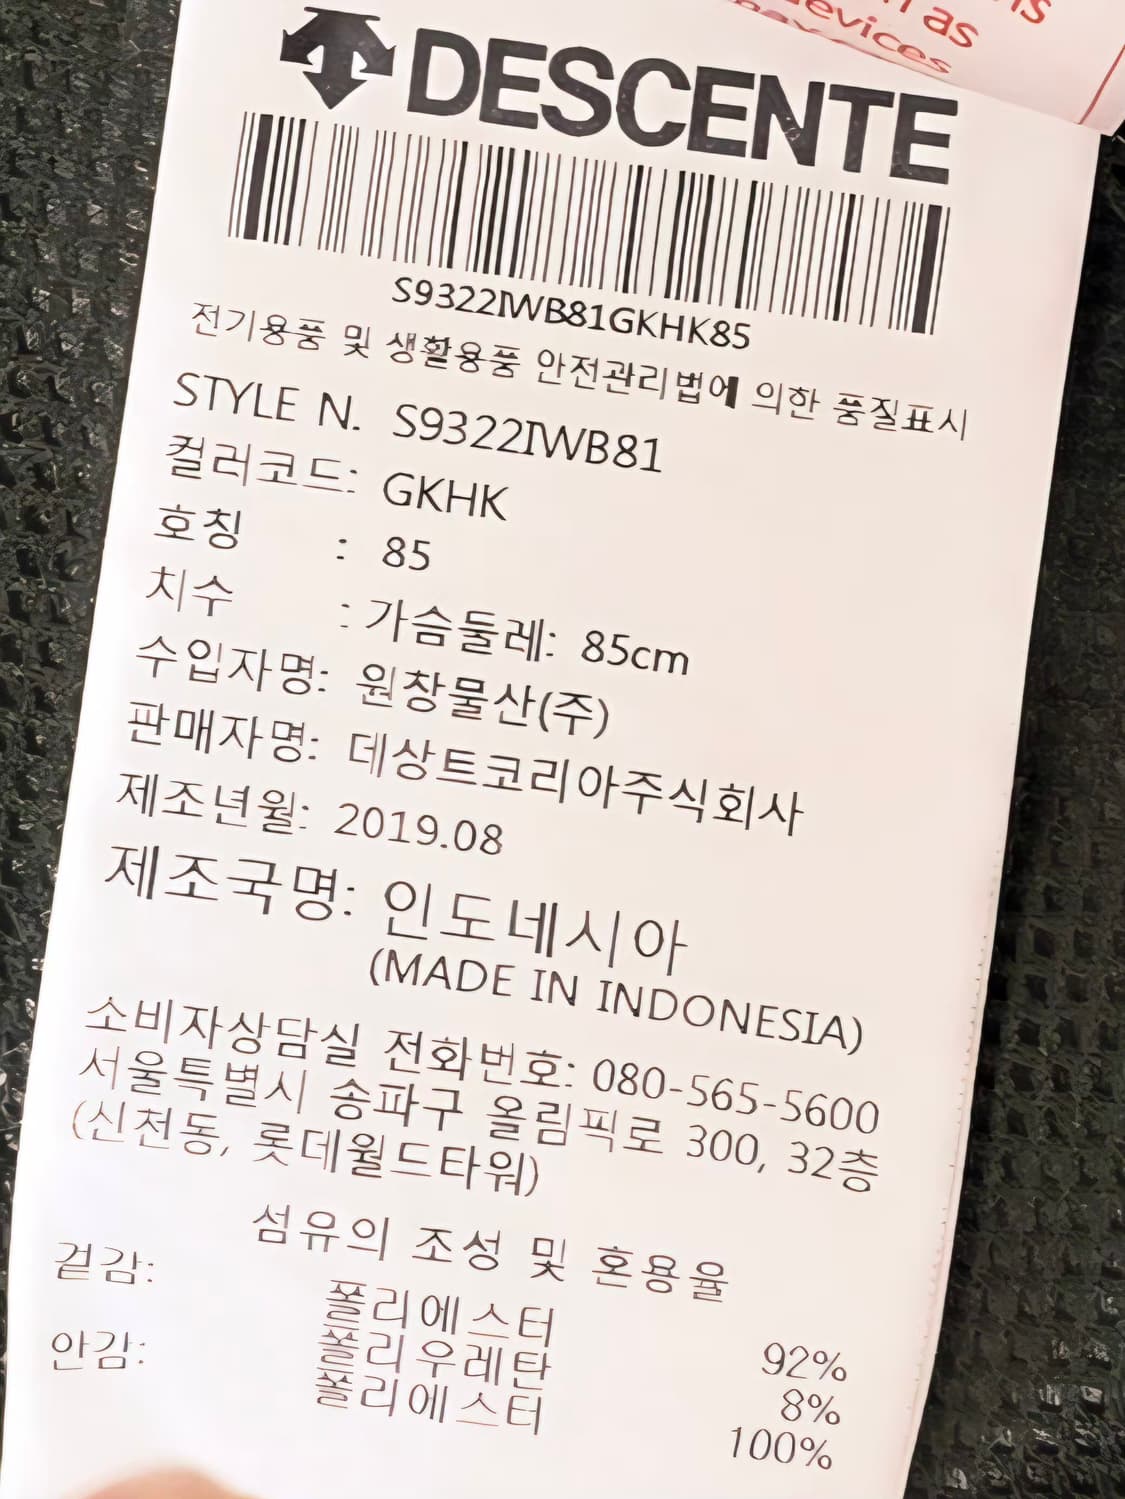 ns
n as
devices
DESCENTE
S9322IWB81GKHK85
전기용품 및 생활용품 안전관리법에 의한 품질표시
STYLE N. S9322IWB81
컬러코드: GKHK
호칭 : 85
치수 : 가슴둘레: 85cm
수입자명: 원창물산(주)
판매자명: 데상트코리아주식회사
제조년월: 2019.08
제조국명: 인도네시아
(MADE IN INDONESIA)
소비자상담실 전화번호: 080-565-5600
서울특별시 송파구 올림픽로 300, 32층
(신천동, 롯데월드타워)
섬유의 조성 및 혼용율
겉감: 폴리에스터 92%
폴리우레탄 8%
안감: 폴리에스터 100%